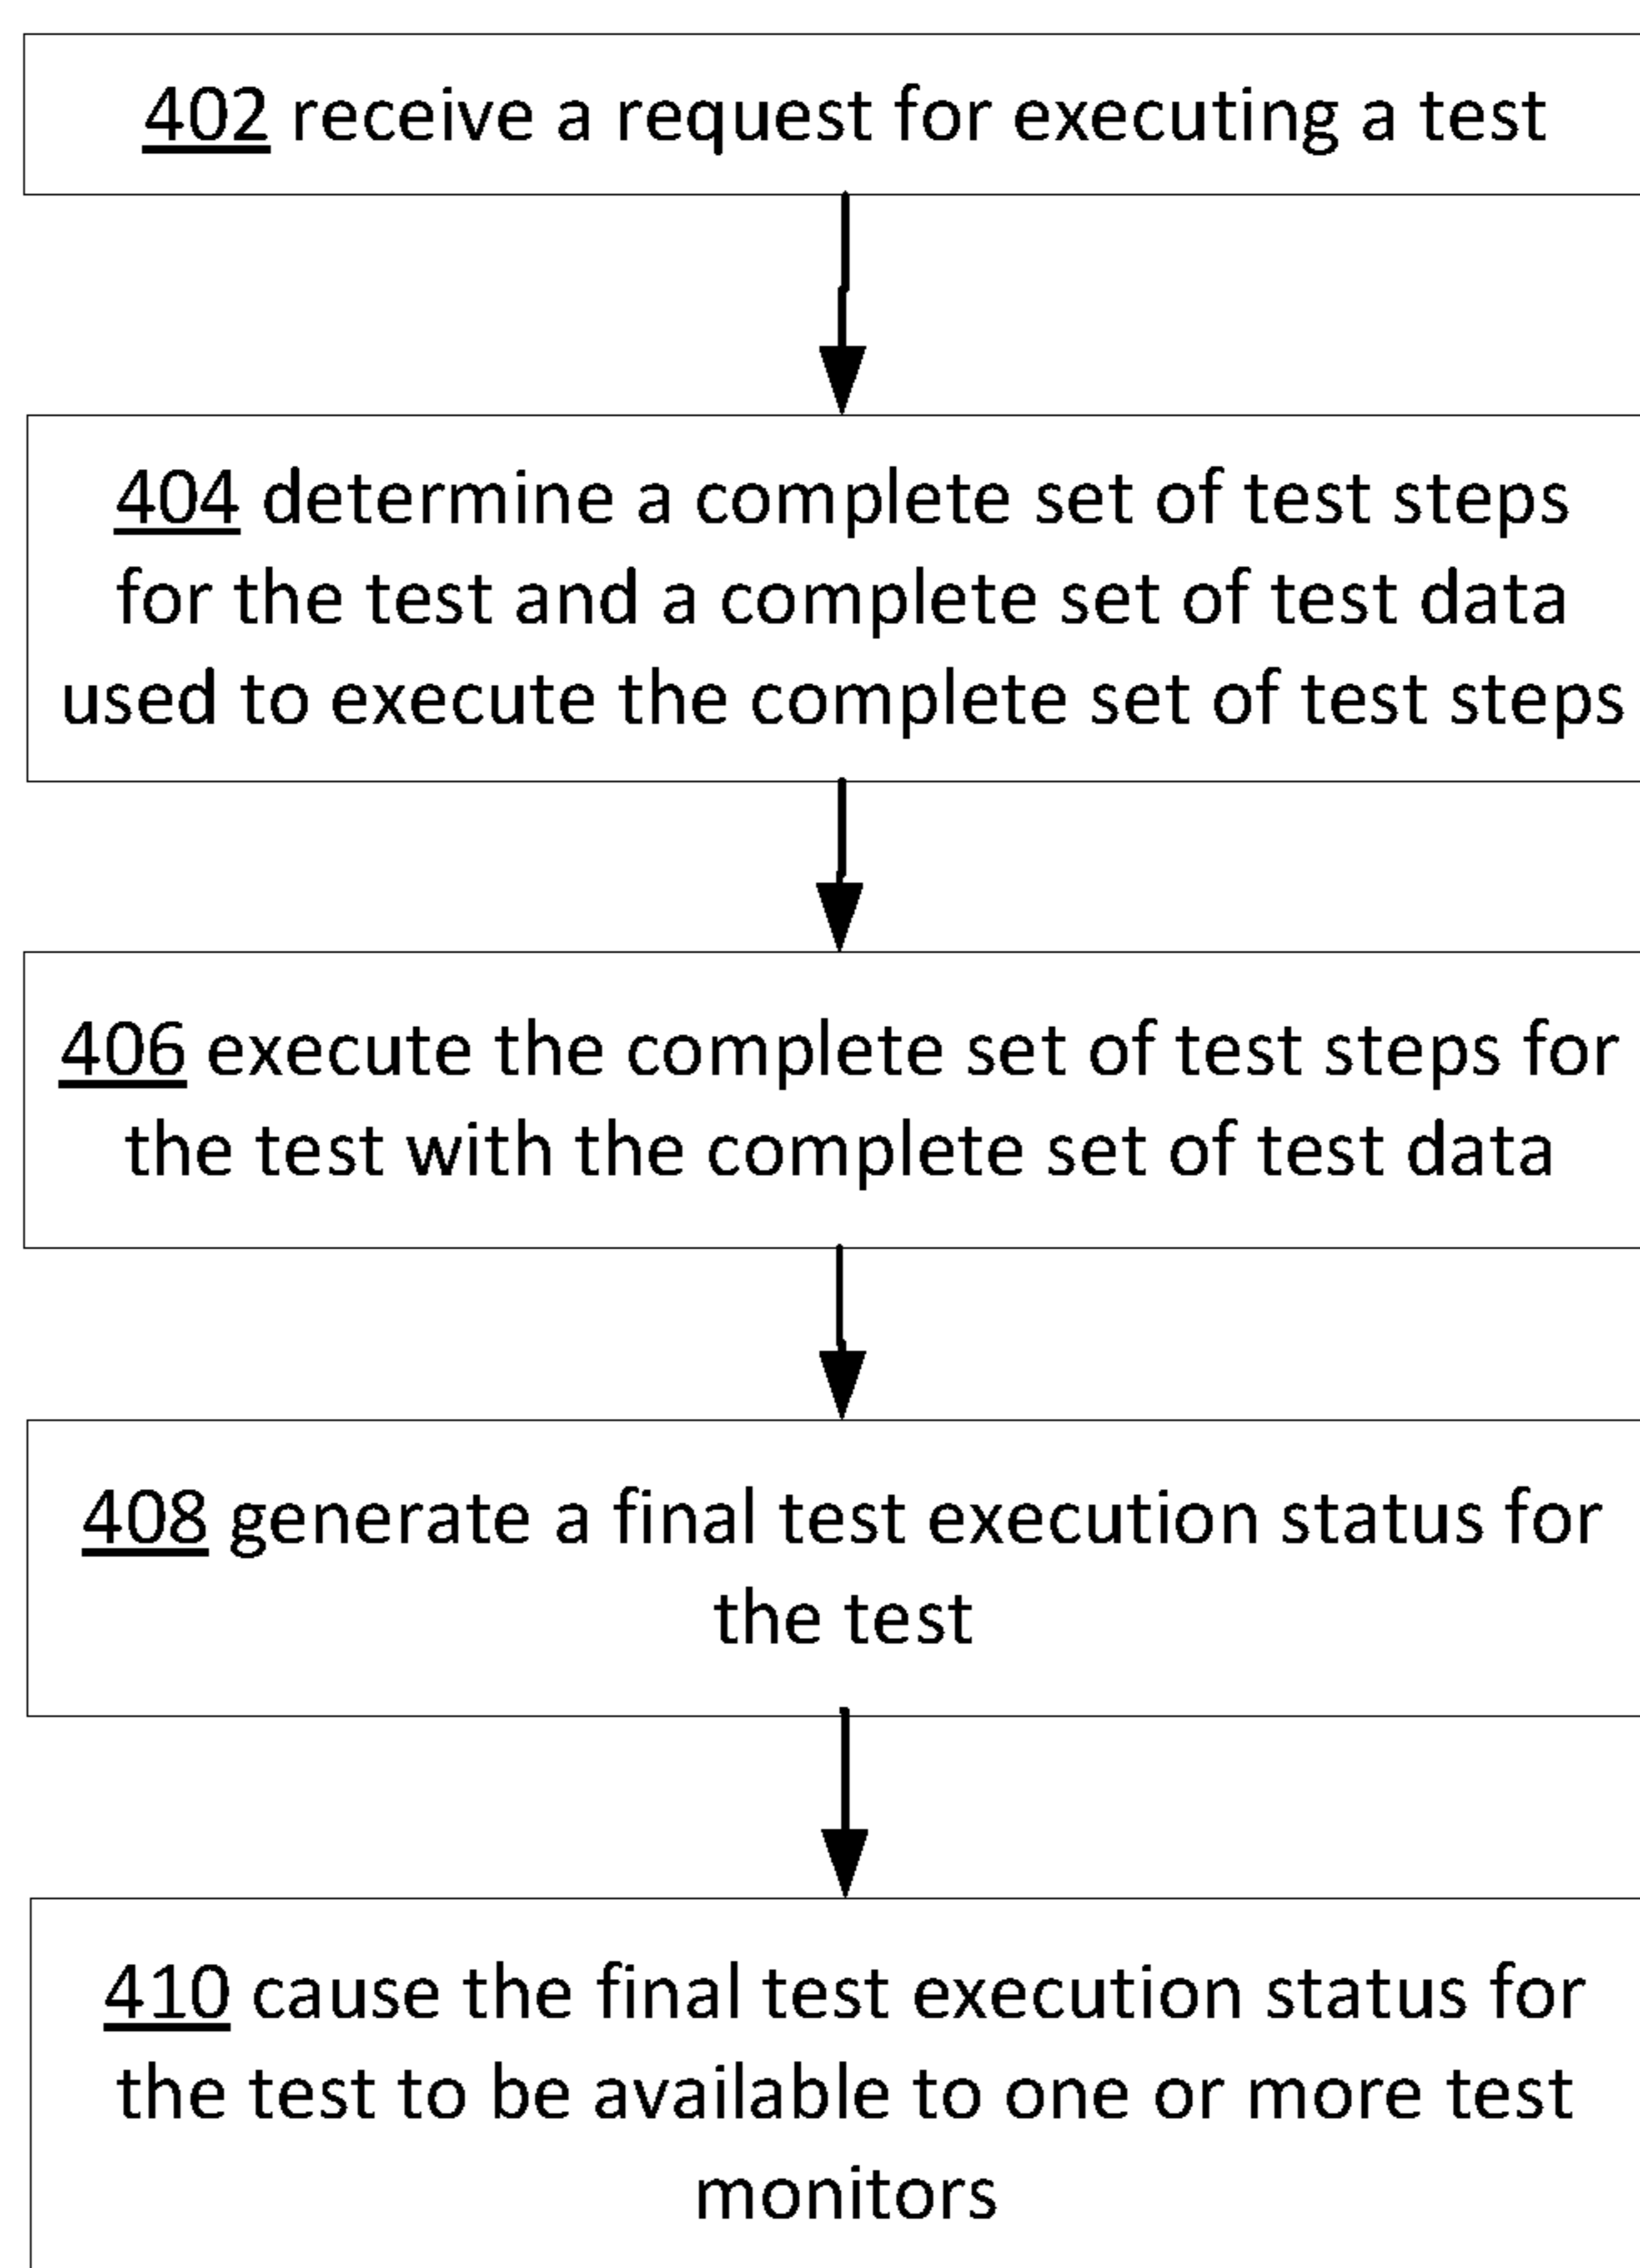 402 receive a request for executing a test
404 determine a complete set of test steps
for the test and a complete set of test data
used to execute the complete set of test steps
406 execute the complete set of test steps for
the test with the complete set of test data
408 generate a final test execution status for
the test
410 cause the final test execution status for
the test to be available to one or more test
monitors